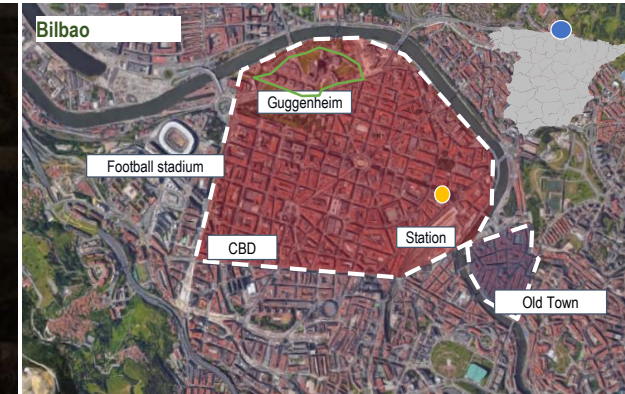 Bilbao
Guggenheim
Football stadium
Station
CBD
Old Town